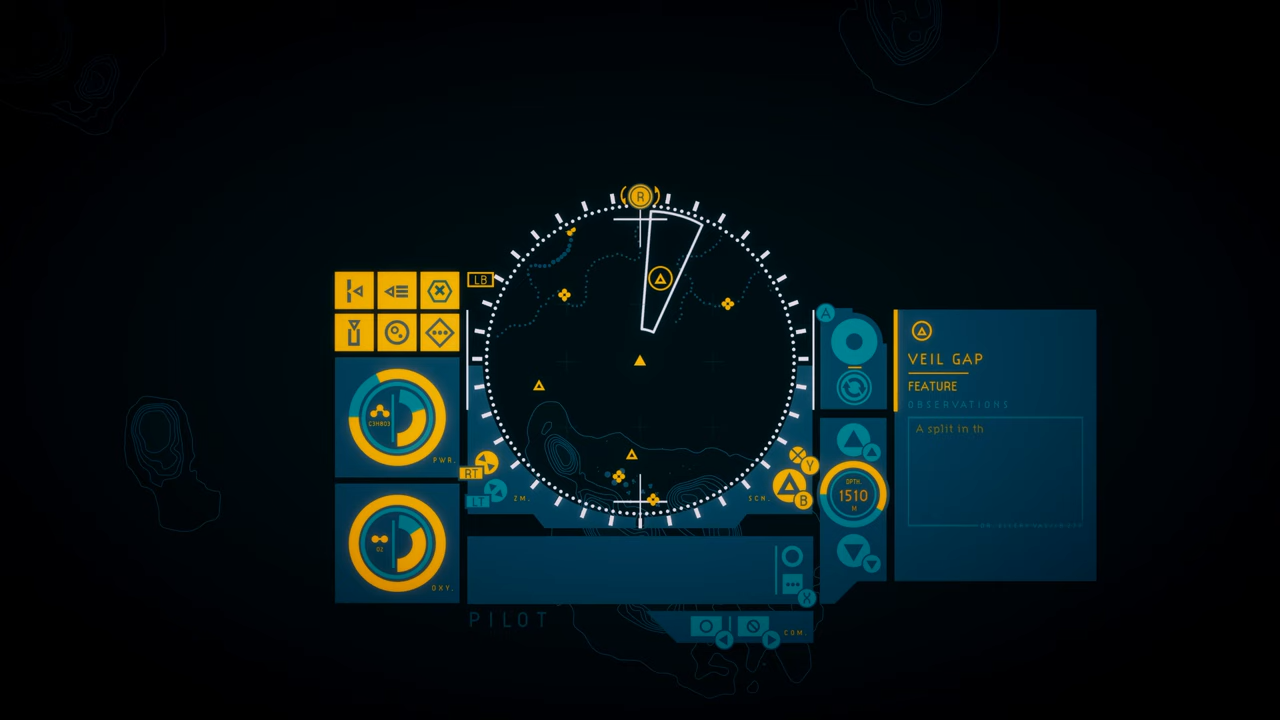 R
LB
VEIL GAP
FEATURE
OBSERVATIONS
A split in th
A
C3H8O3
PWR.
RT
LT
ZM.
SCN.
Y
B
DPTH.
1510
M
O2
OXY.
X
PILOT
COM.